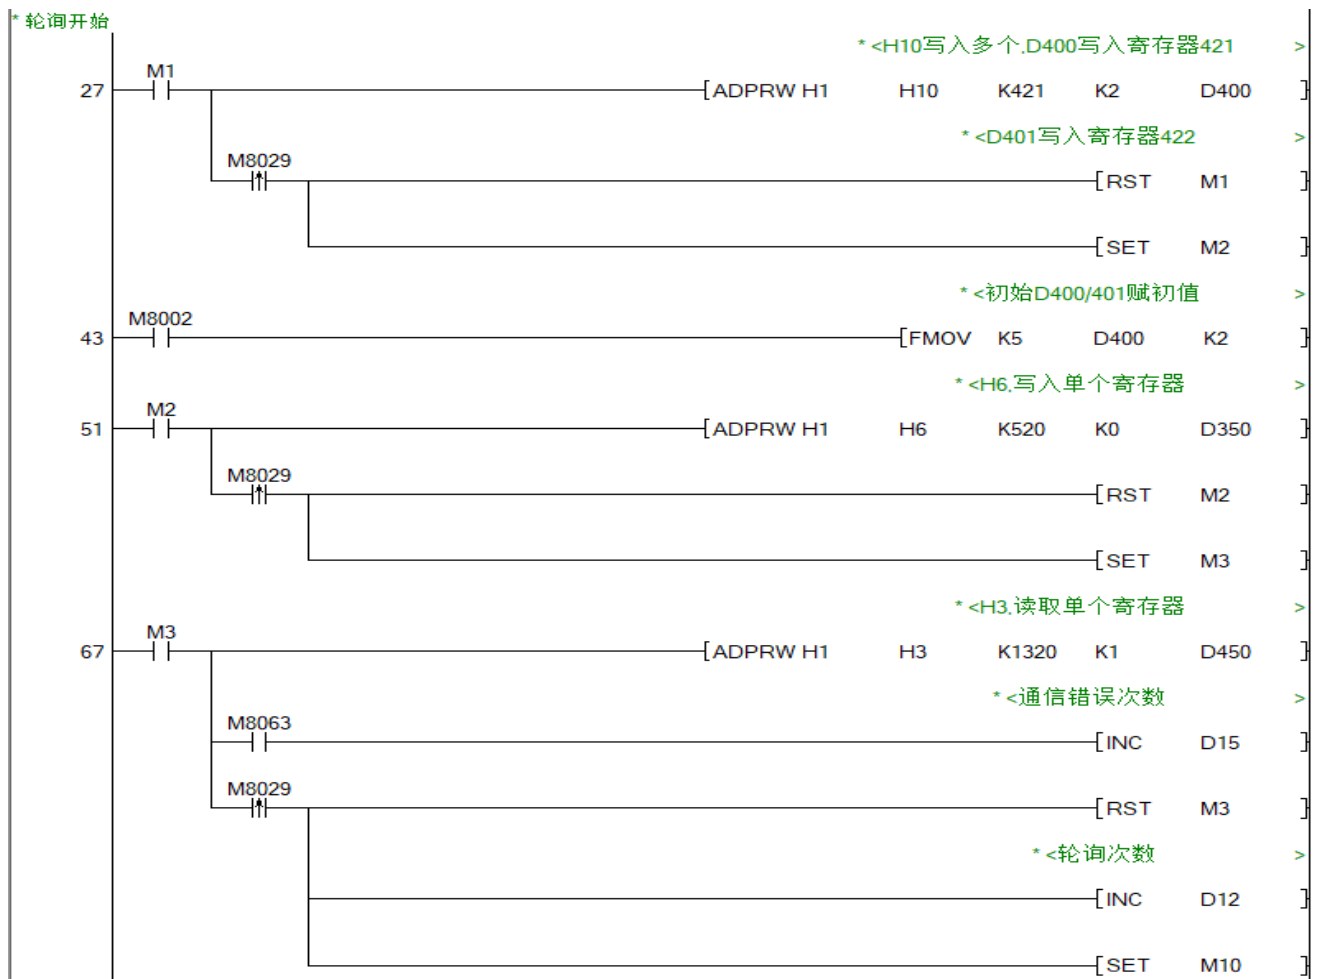 * 轮询开始
* <H10写入多个,D400写入寄存器421 >
M1
27 [ADPRW H1 H10 K421 K2 D400 ]
* <D401写入寄存器422 >
M8029
[RST M1 ]
[SET M2 ]
* <初始D400/401赋初值 >
M8002
43 [FMOV K5 D400 K2 ]
* <H6,写入单个寄存器 >
M2
51 [ADPRW H1 H6 K520 K0 D350 ]
M8029
[RST M2 ]
[SET M3 ]
* <H3,读取单个寄存器 >
M3
67 [ADPRW H1 H3 K1320 K1 D450 ]
* <通信错误次数 >
M8063
[INC D15 ]
M8029
[RST M3 ]
* <轮询次数 >
[INC D12 ]
[SET M10 ]